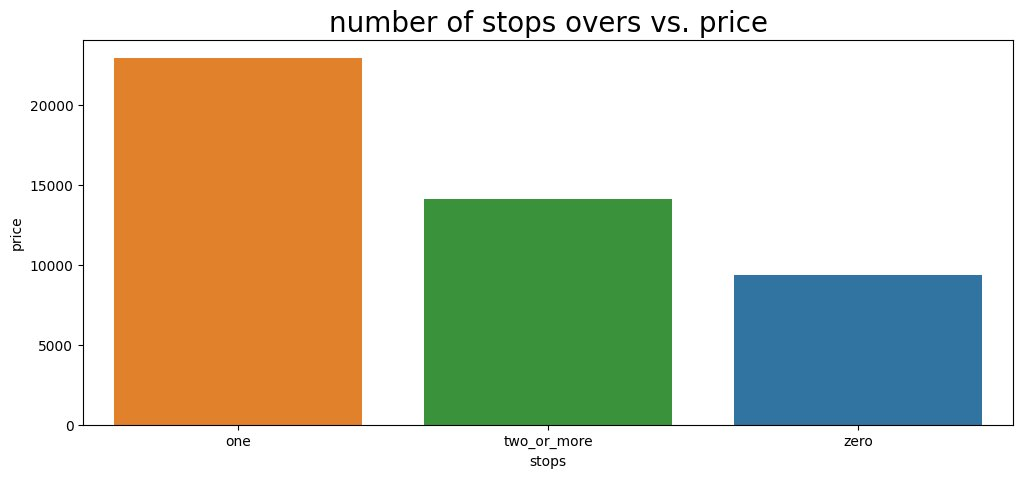 number of stops overs vs. price
price
20000
15000
10000
5000
0
one two_or_more zero
stops